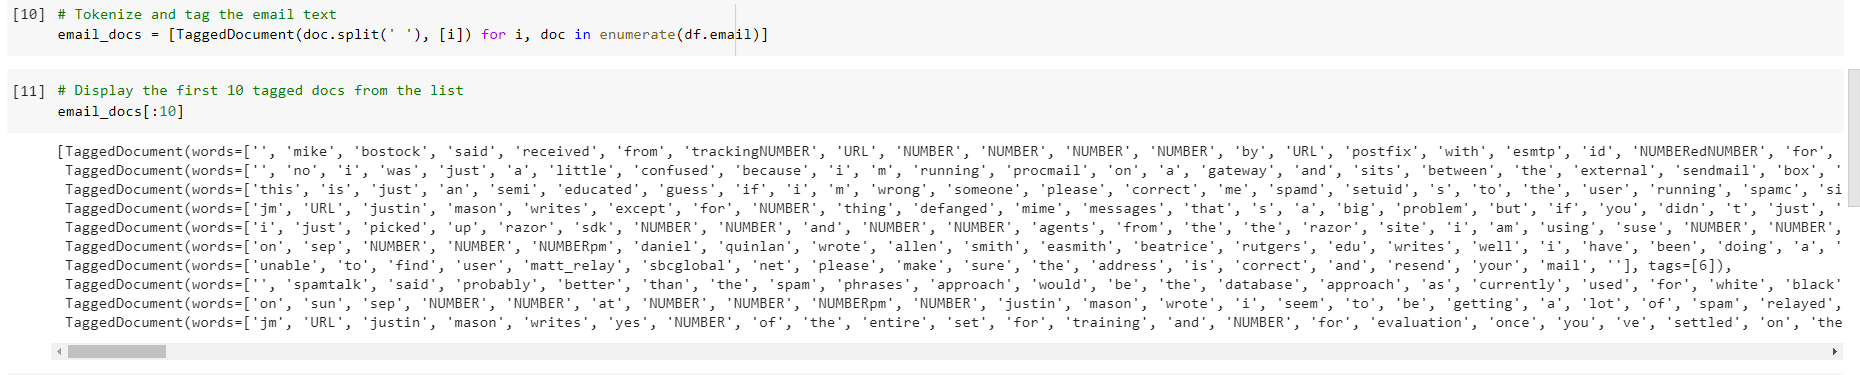 [10] # Tokenize and tag the email text
email_docs = [TaggedDocument(doc.split(' '), [i]) for i, doc in enumerate(df.email)]
[11] # Display the first 10 tagged docs from the list
email_docs[:10]
[TaggedDocument(words=['', 'mike', 'bostock', 'said', 'received', 'from', 'trackingNUMBER', 'URL', 'NUMBER', 'NUMBER', 'NUMBER', 'NUMBER', 'by', 'URL', 'postfix', 'with', 'esmtp', 'id', 'NUMBERedNUMBER', 'for',
TaggedDocument(words=['', 'no', 'i', 'was', 'just', 'a', 'little', 'confused', 'because', 'i', 'm', 'running', 'procmail', 'on', 'a', 'gateway', 'and', 'sits', 'between', 'the', 'external', 'sendmail', 'box', '
TaggedDocument(words=['this', 'is', 'just', 'an', 'semi', 'educated', 'guess', 'if', 'i', 'm', 'wrong', 'someone', 'please', 'correct', 'me', 'spamd', 'setuid', 's', 'to', 'the', 'user', 'running', 'spamc', 'si
TaggedDocument(words=['jm', 'URL', 'justin', 'mason', 'writes', 'except', 'for', 'NUMBER', 'thing', 'defanged', 'mime', 'messages', 'that', 's', 'a', 'big', 'problem', 'but', 'if', 'you', 'didn', 't', 'just', '
TaggedDocument(words=['i', 'just', 'picked', 'up', 'razor', 'sdk', 'NUMBER', 'NUMBER', 'and', 'NUMBER', 'NUMBER', 'agents', 'from', 'the', 'the', 'razor', 'site', 'i', 'am', 'using', 'suse', 'NUMBER', 'NUMBER',
TaggedDocument(words=['on', 'sep', 'NUMBER', 'NUMBER', 'NUMBERpm', 'daniel', 'quinlan', 'wrote', 'allen', 'smith', 'easmith', 'beatrice', 'rutgers', 'edu', 'writes', 'well', 'i', 'have', 'been', 'doing', 'a', '
TaggedDocument(words=['unable', 'to', 'find', 'user', 'matt_relay', 'sbcglobal', 'net', 'please', 'make', 'sure', 'the', 'address', 'is', 'correct', 'and', 'resend', 'your', 'mail', ''], tags=[6]),
TaggedDocument(words=['', 'spamtalk', 'said', 'probably', 'better', 'than', 'the', 'spam', 'phrases', 'approach', 'would', 'be', 'the', 'database', 'approach', 'as', 'currently', 'used', 'for', 'white', 'black'
TaggedDocument(words=['on', 'sun', 'sep', 'NUMBER', 'NUMBER', 'at', 'NUMBER', 'NUMBER', 'NUMBERpm', 'NUMBER', 'justin', 'mason', 'wrote', 'i', 'seem', 'to', 'be', 'getting', 'a', 'lot', 'of', 'spam', 'relayed',
TaggedDocument(words=['jm', 'URL', 'justin', 'mason', 'writes', 'yes', 'NUMBER', 'of', 'the', 'entire', 'set', 'for', 'training', 'and', 'NUMBER', 'for', 'evaluation', 'once', 'you', 've', 'settled', 'on', 'the